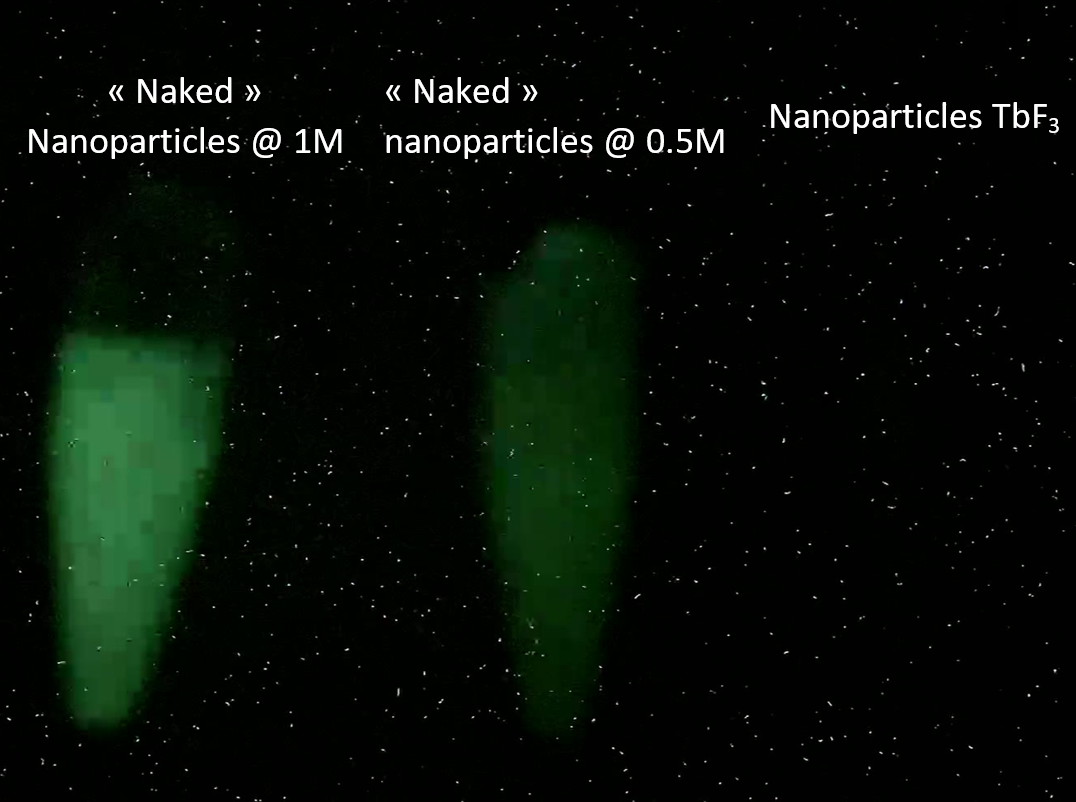 « Naked »
Nanoparticles @ 1M
« Naked »
nanoparticles @ 0.5M
Nanoparticles TbF₃